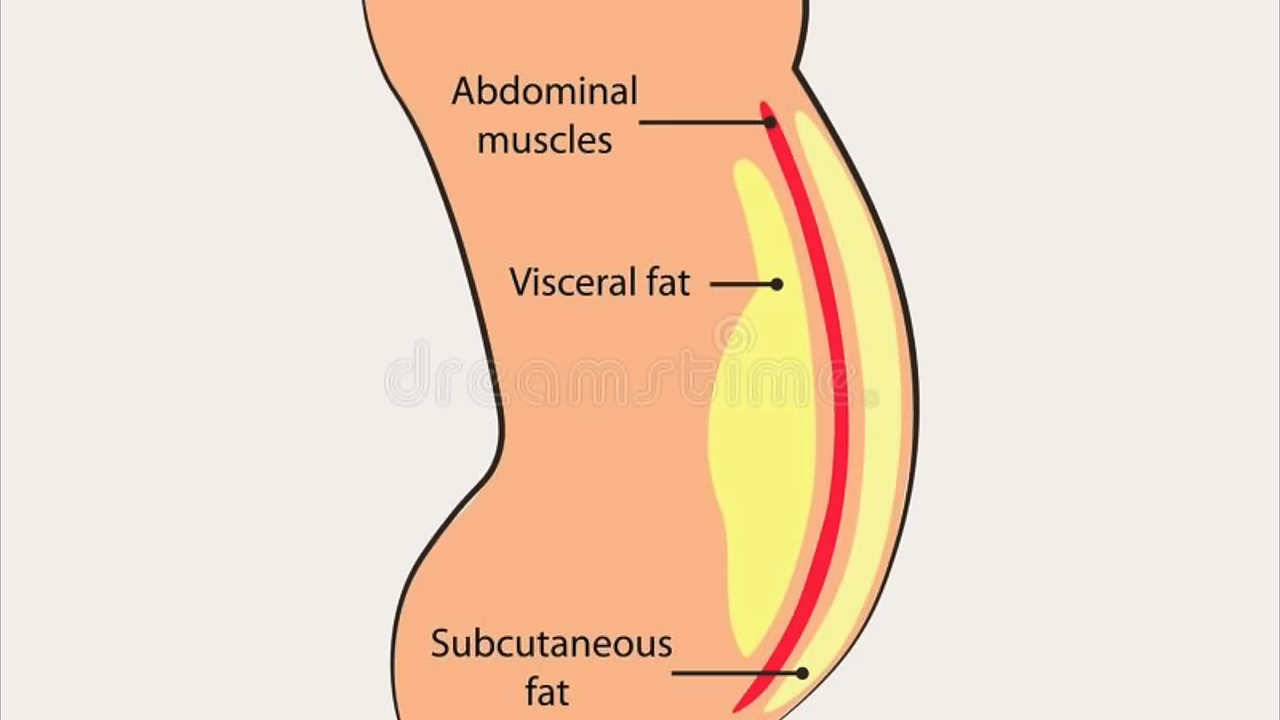 Abdominal
muscles
Visceral fat
dreamstime.
Subcutaneous
fat